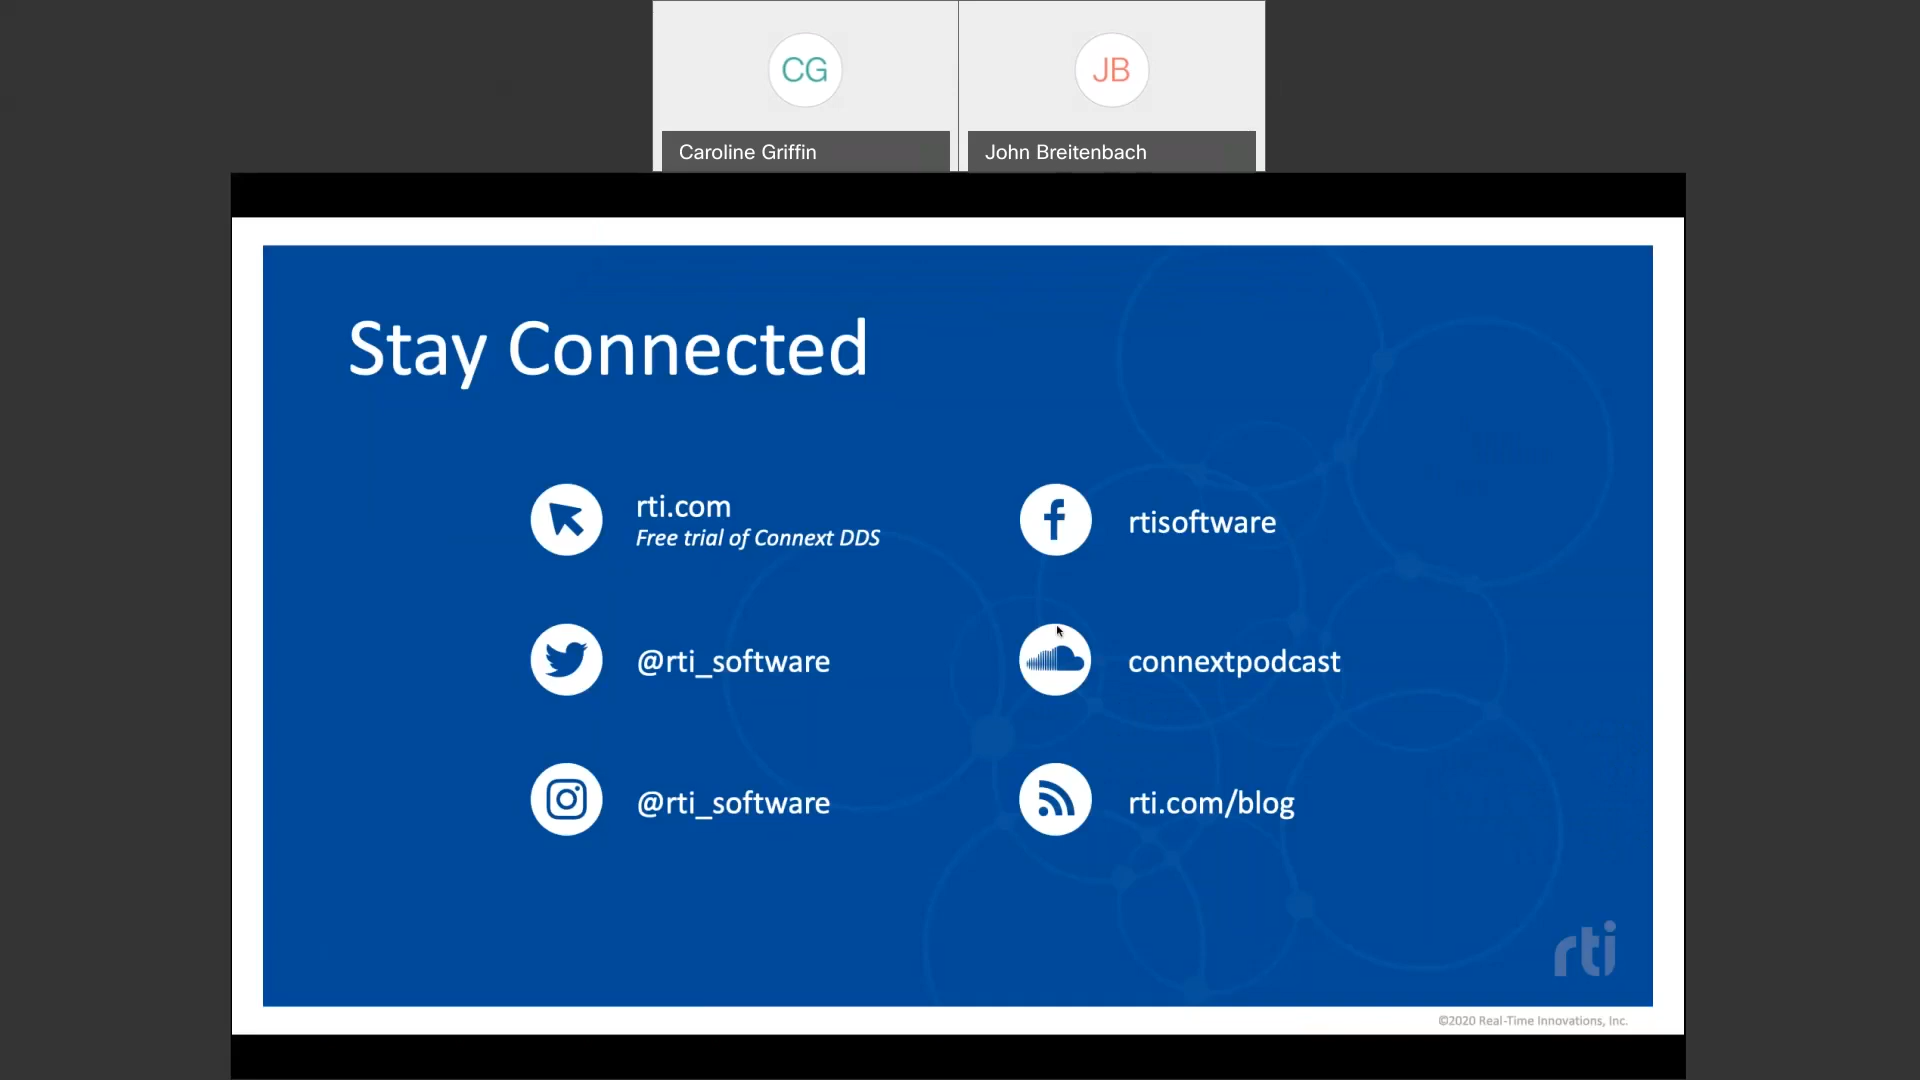 CG
JB
Caroline Griffin
John Breitenbach
Stay Connected
rti.com
Free trial of Connext DDS
rtisoftware
@rti_software
connextpodcast
@rti_software
rti.com/blog
rti
©2020 Real-Time Innovations, Inc.